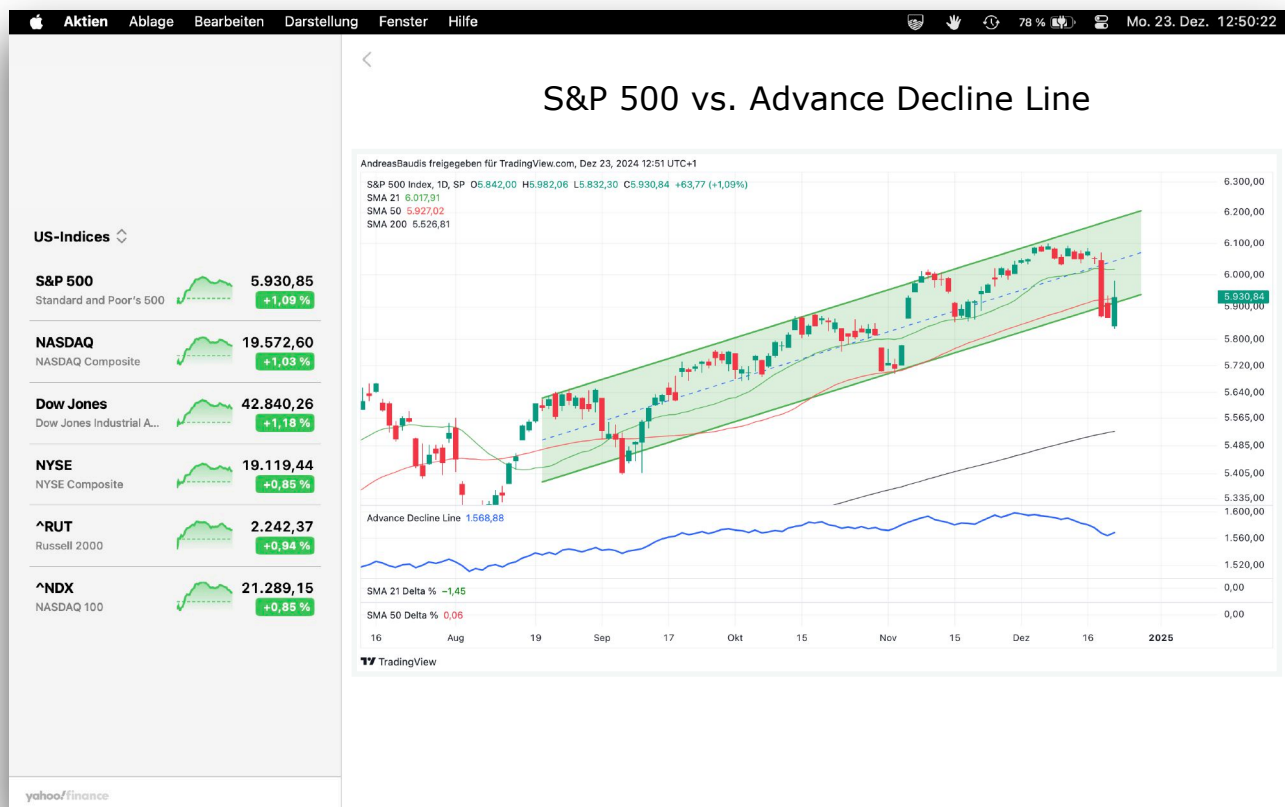 Aktien Ablage Bearbeiten Darstellung Fenster Hilfe 78 % Mo. 23. Dez. 12:50:22
US-Indices
S&P 500 5.930,85
Standard and Poor's 500 +1,09 %
NASDAQ 19.572,60
NASDAQ Composite +1,03 %
Dow Jones 42.840,26
Dow Jones Industrial A... +1,18 %
NYSE 19.119,44
NYSE Composite +0,85 %
^RUT 2.242,37
Russell 2000 +0,94 %
^NDX 21.289,15
NASDAQ 100 +0,85 %
yahoo!finance
S&P 500 vs. Advance Decline Line
AndreasBaudis freigegeben für TradingView.com, Dez 23, 2024 12:51 UTC+1
S&P 500 Index, 1D, SP O5.842,00 H5.982,06 L5.832,30 C5.930,84 +63,77 (+1,09%)
SMA 21 6.017,91
SMA 50 5.927,02
SMA 200 5.526,81
6.300,00
6.200,00
6.100,00
6.000,00
5.930,84
5.900,00
5.800,00
5.720,00
5.640,00
5.565,00
5.485,00
5.405,00
5.335,00
Advance Decline Line 1.568,88
1.600,00
1.560,00
1.520,00
SMA 21 Delta % −1,45 0,00
SMA 50 Delta % 0,06 0,00
16 Aug 19 Sep 17 Okt 15 Nov 15 Dez 16 2025
TradingView